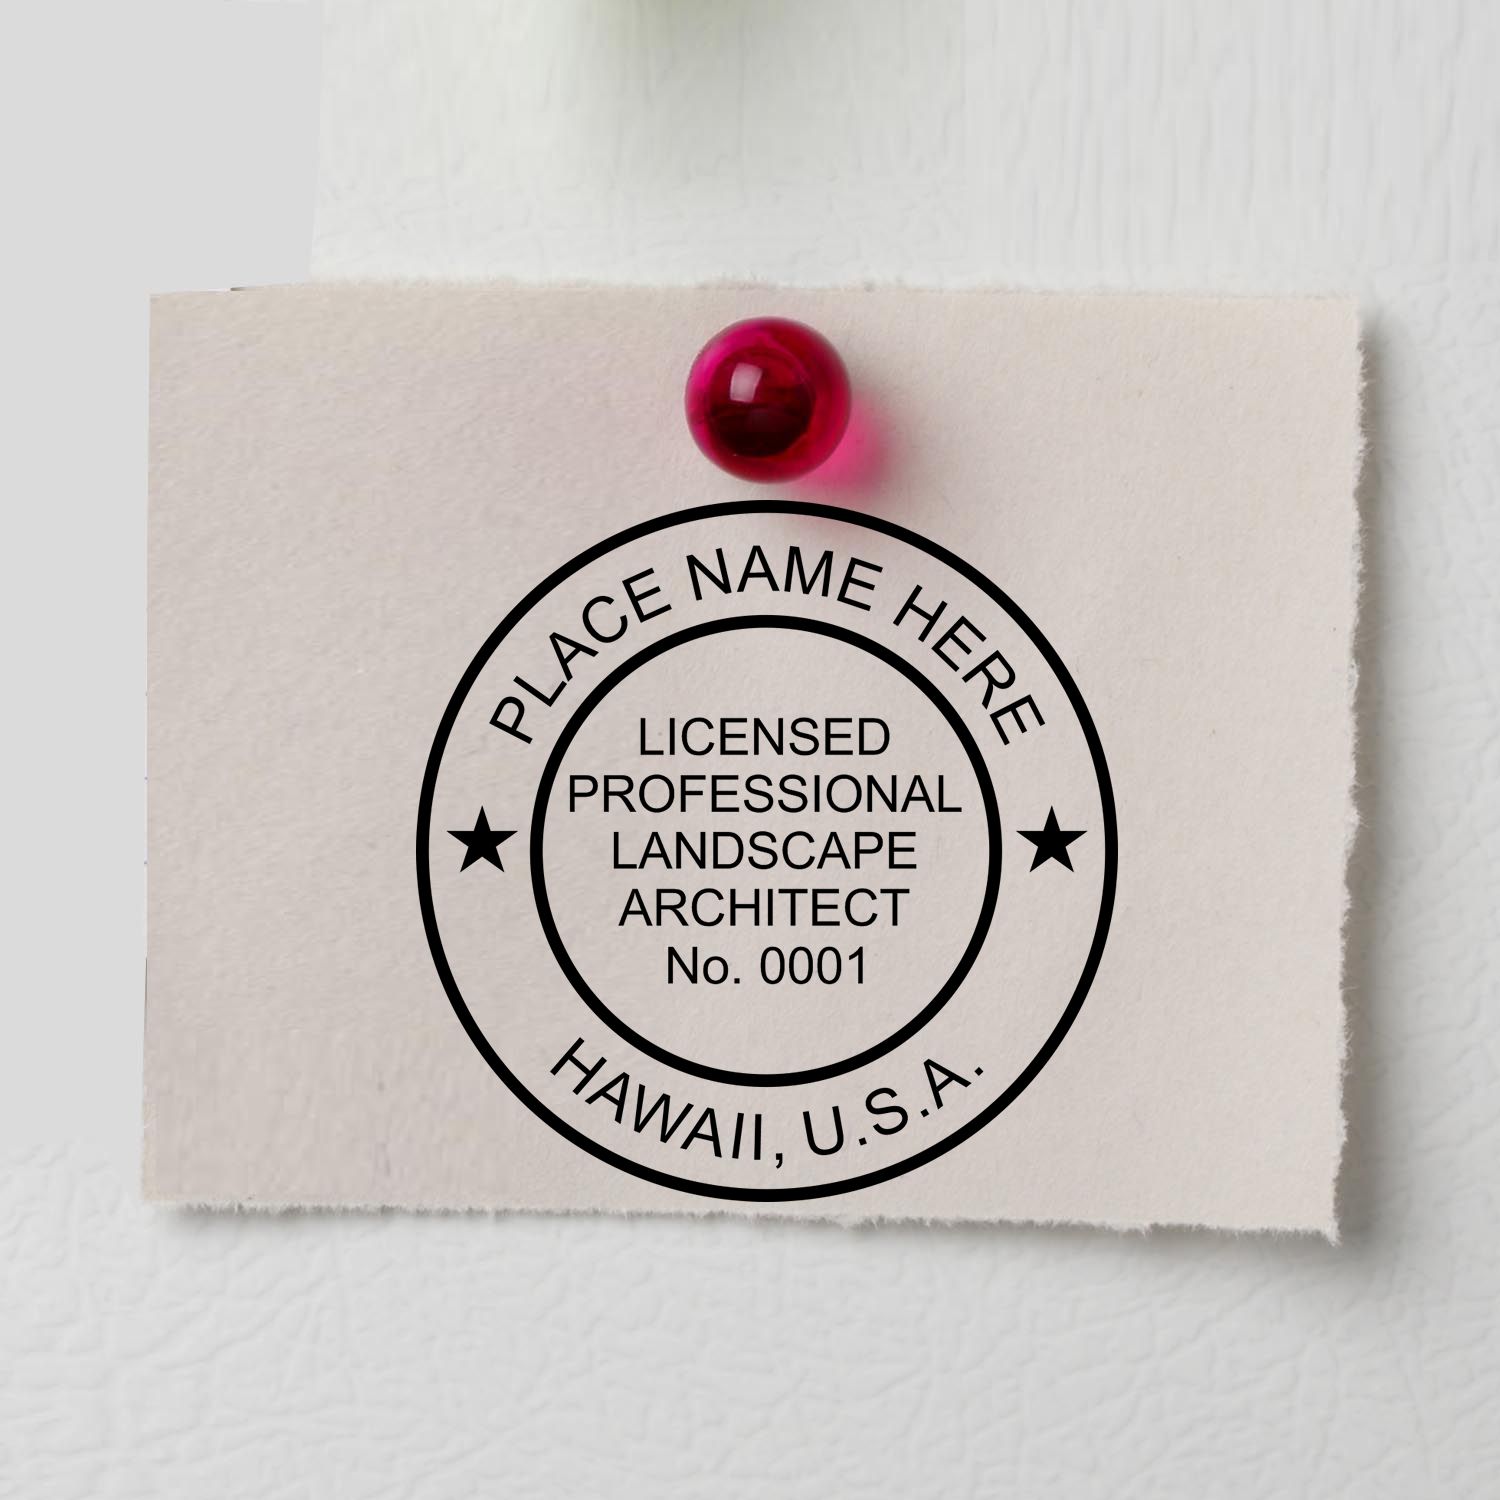 PLACE NAME HERE
LICENSED
PROFESSIONAL
LANDSCAPE
ARCHITECT
No. 0001
HAWAII, U.S.A.